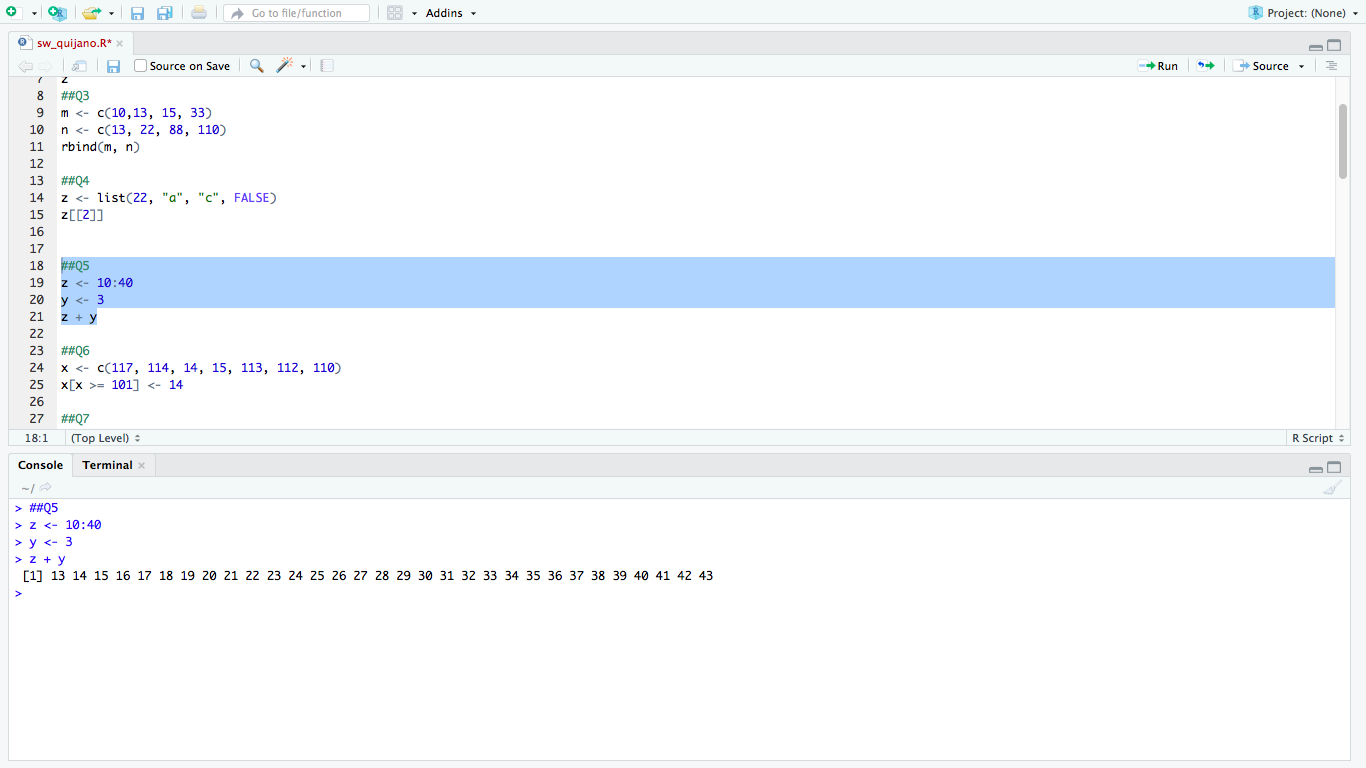 Go to file/function
Addins
Project: (None)
sw_quijano.R*
Source on Save
Run
Source
7 z
8 ##Q3
9 m <- c(10,13, 15, 33)
10 n <- c(13, 22, 88, 110)
11 rbind(m, n)
12
13 ##Q4
14 z <- list(22, "a", "c", FALSE)
15 z[[2]]
16
17
18 ##Q5
19 z <- 10:40
20 y <- 3
21 z + y
22
23 ##Q6
24 x <- c(117, 114, 14, 15, 113, 112, 110)
25 x[x >= 101] <- 14
26
27 ##Q7
18:1 (Top Level) R Script
Console Terminal
~/
> ##Q5
> z <- 10:40
> y <- 3
> z + y
[1] 13 14 15 16 17 18 19 20 21 22 23 24 25 26 27 28 29 30 31 32 33 34 35 36 37 38 39 40 41 42 43
>